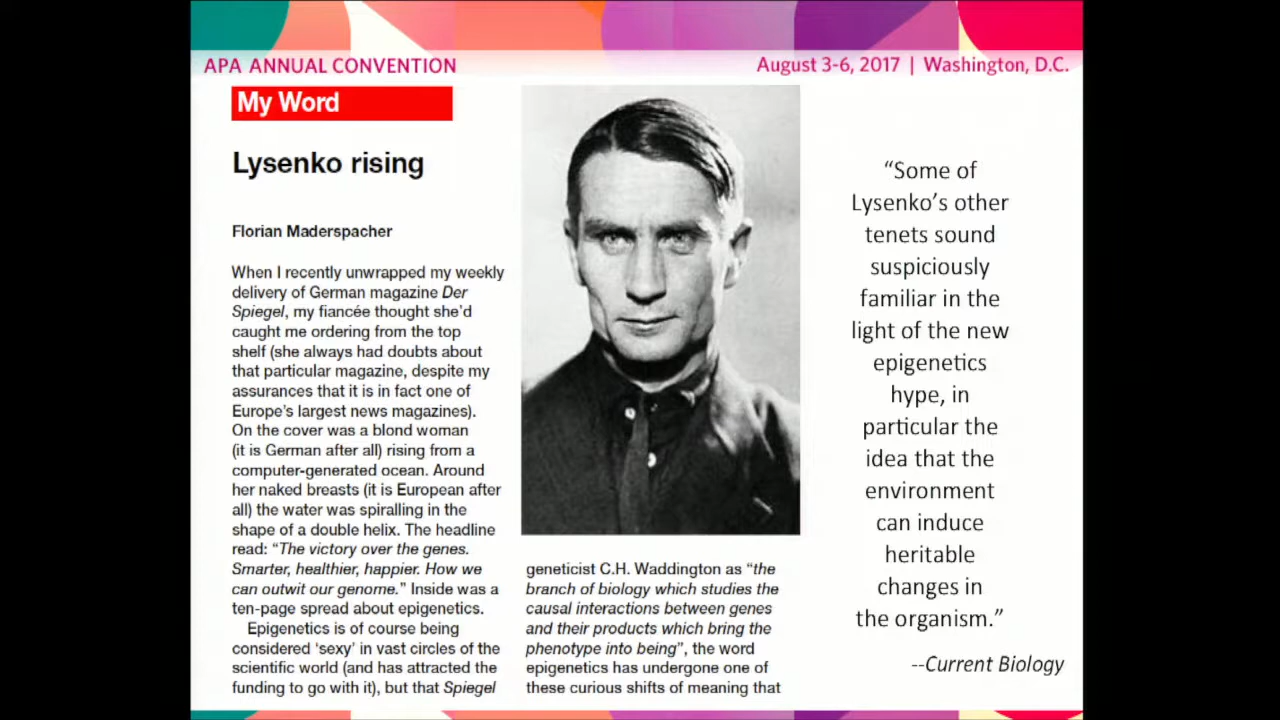 APA ANNUAL CONVENTION
August 3-6, 2017 | Washington, D.C.
My Word
Lysenko rising
Florian Maderspacher
When I recently unwrapped my weekly
delivery of German magazine Der
Spiegel, my fiancée thought she'd
caught me ordering from the top
shelf (she always had doubts about
that particular magazine, despite my
assurances that it is in fact one of
Europe's largest news magazines).
On the cover was a blond woman
(it is German after all) rising from a
computer-generated ocean. Around
her naked breasts (it is European after
all) the water was spiralling in the
shape of a double helix. The headline
read: “The victory over the genes.
Smarter, healthier, happier. How we
can outwit our genome.” Inside was a
ten-page spread about epigenetics.
Epigenetics is of course being
considered ‘sexy’ in vast circles of the
scientific world (and has attracted the
funding to go with it), but that Spiegel
geneticist C.H. Waddington as “the
branch of biology which studies the
causal interactions between genes
and their products which bring the
phenotype into being”, the word
epigenetics has undergone one of
these curious shifts of meaning that
“Some of
Lysenko’s other
tenets sound
suspiciously
familiar in the
light of the new
epigenetics
hype, in
particular the
idea that the
environment
can induce
heritable
changes in
the organism.”
--Current Biology